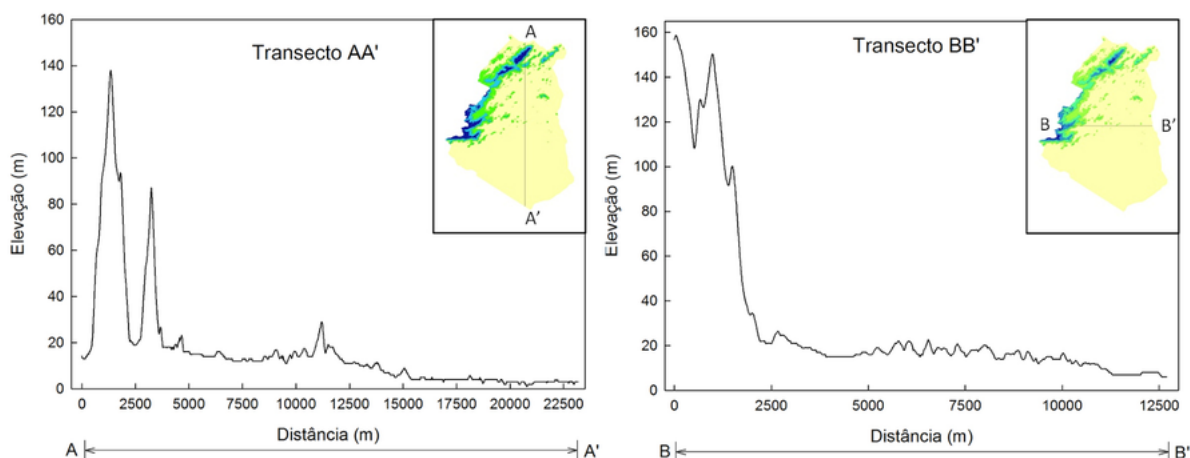 Transecto AA'
A
A'
Elevação (m)
160
140
120
100
80
60
40
20
0
0 2500 5000 7500 10000 12500 15000 17500 20000 22500
Distância (m)
A A'
Transecto BB'
B B'
Elevação (m)
160
140
120
100
80
60
40
20
0
0 2500 5000 7500 10000 12500
Distância (m)
B B'